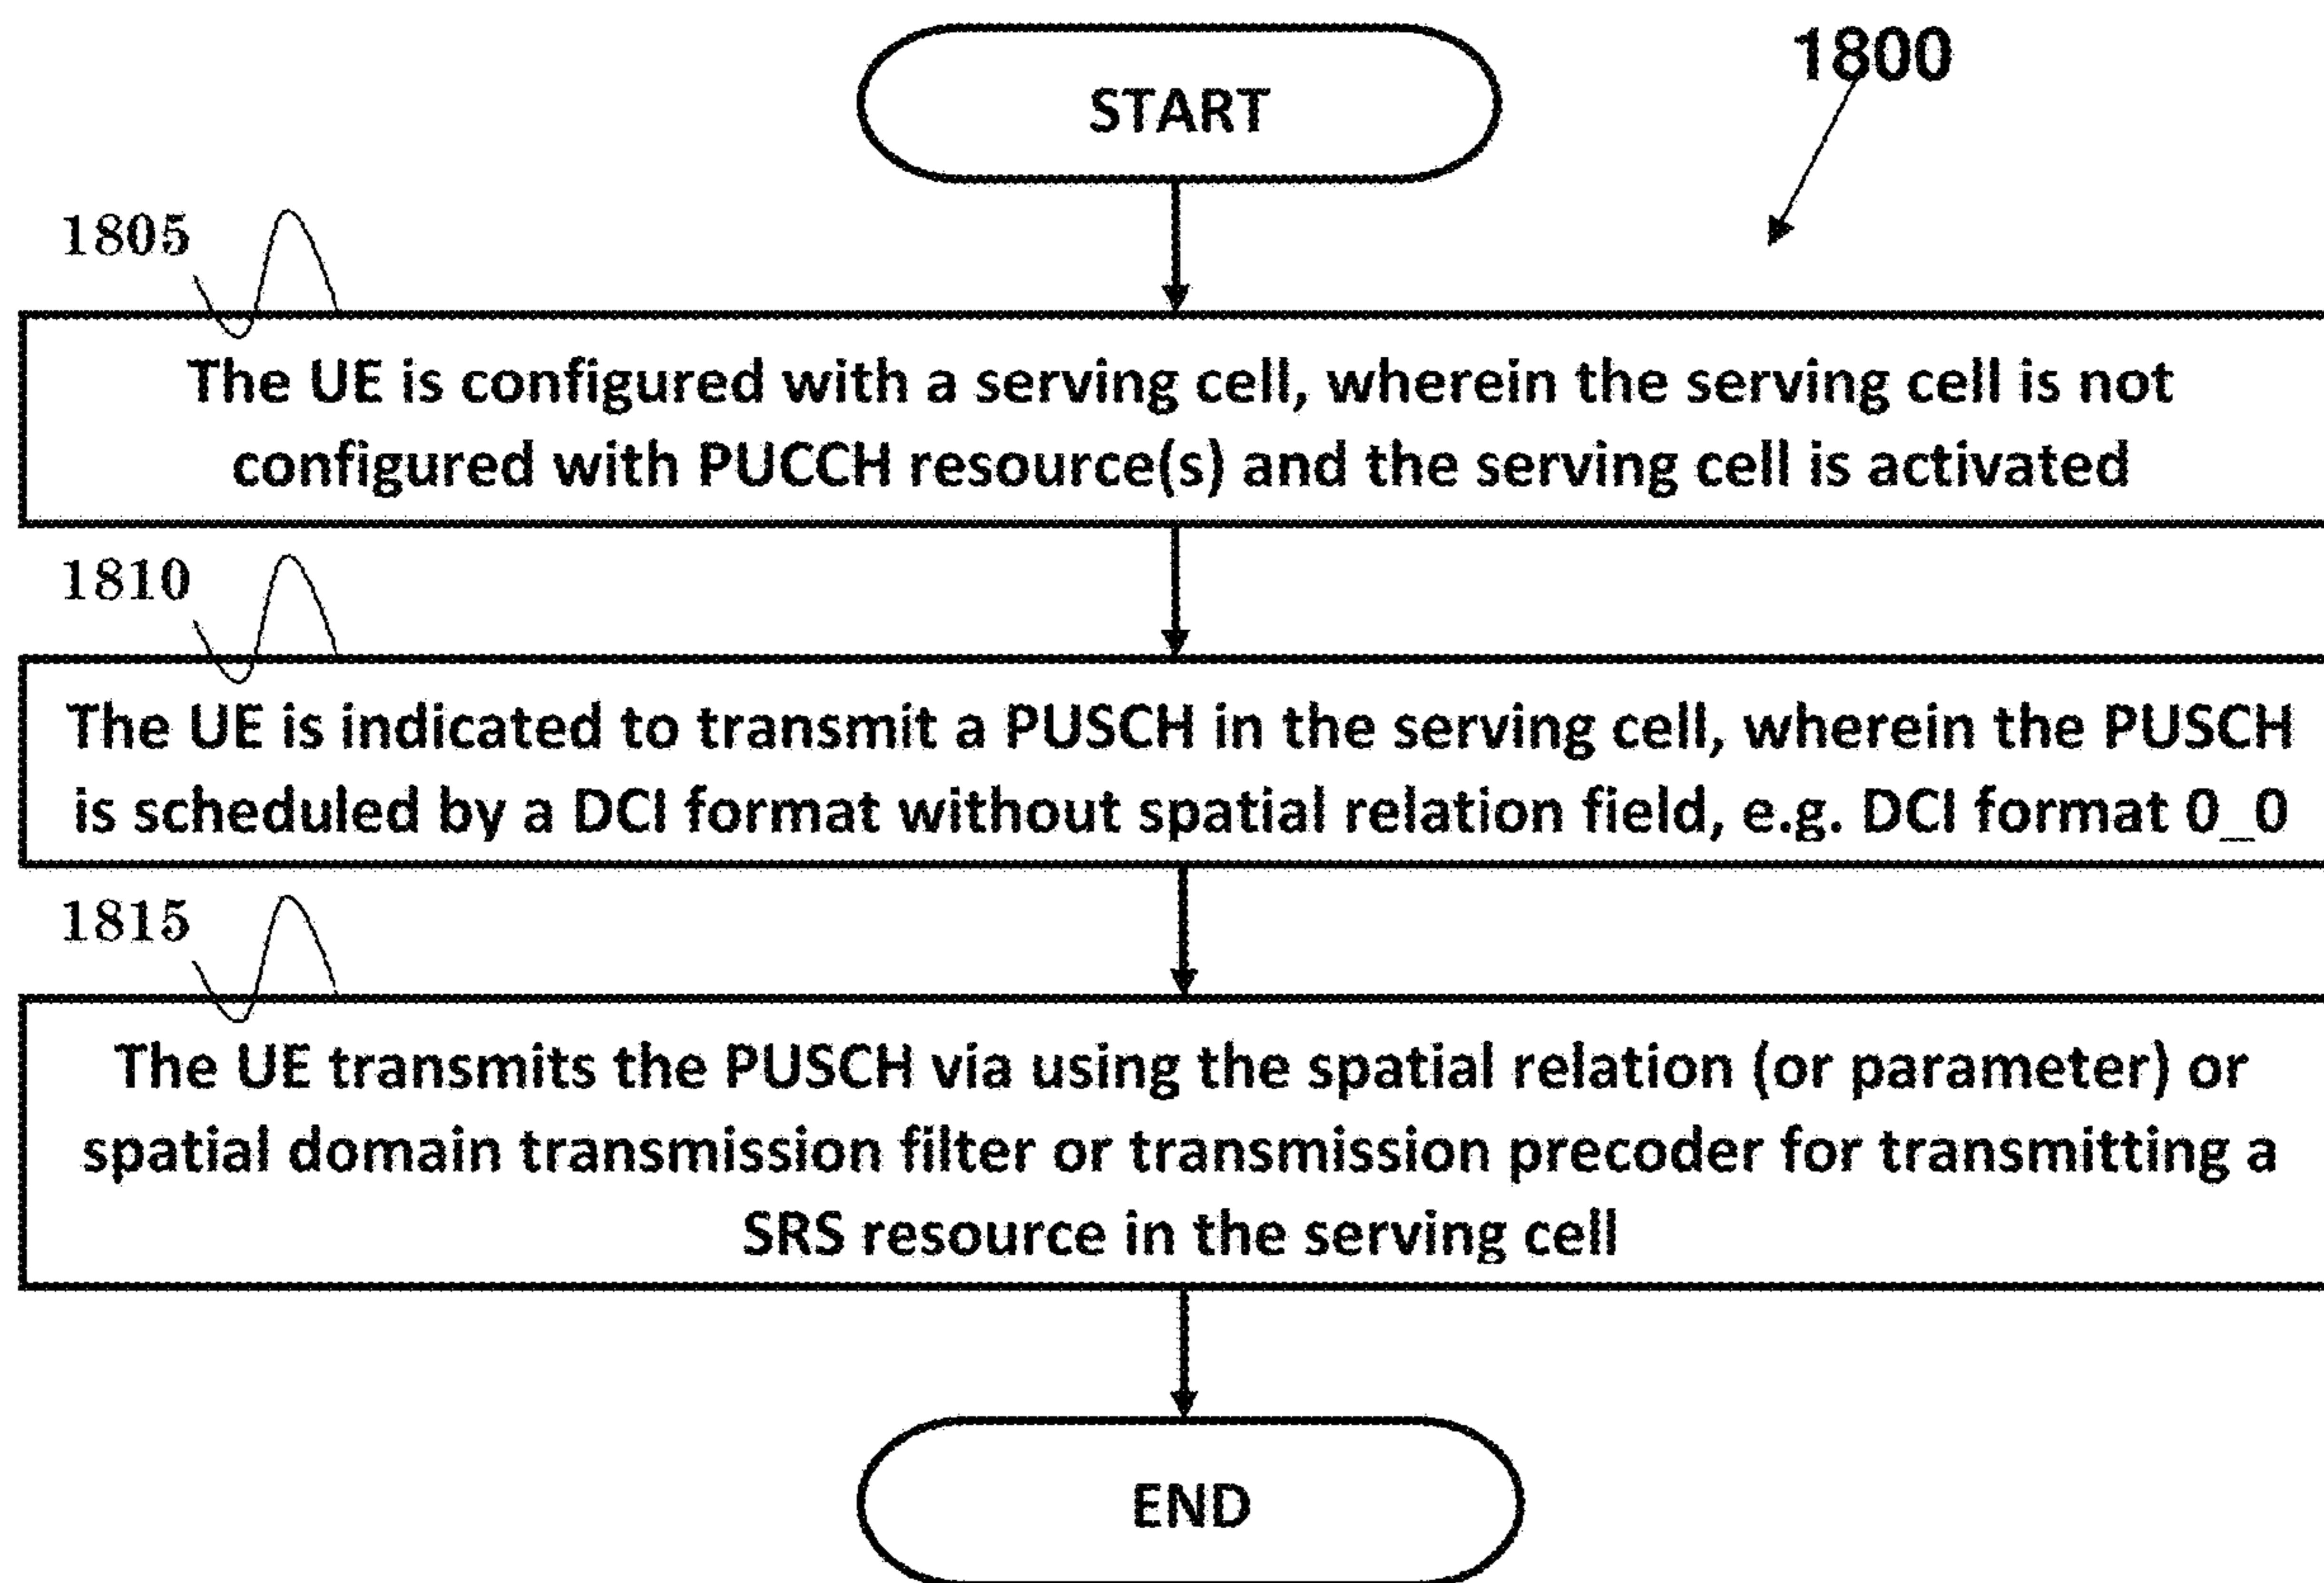 START
1800
1805
The UE is configured with a serving cell, wherein the serving cell is not
configured with PUCCH resource(s) and the serving cell is activated
1810
The UE is indicated to transmit a PUSCH in the serving cell, wherein the PUSCH
is scheduled by a DCI format without spatial relation field, e.g. DCI format 0_0
1815
The UE transmits the PUSCH via using the spatial relation (or parameter) or
spatial domain transmission filter or transmission precoder for transmitting a
SRS resource in the serving cell
END